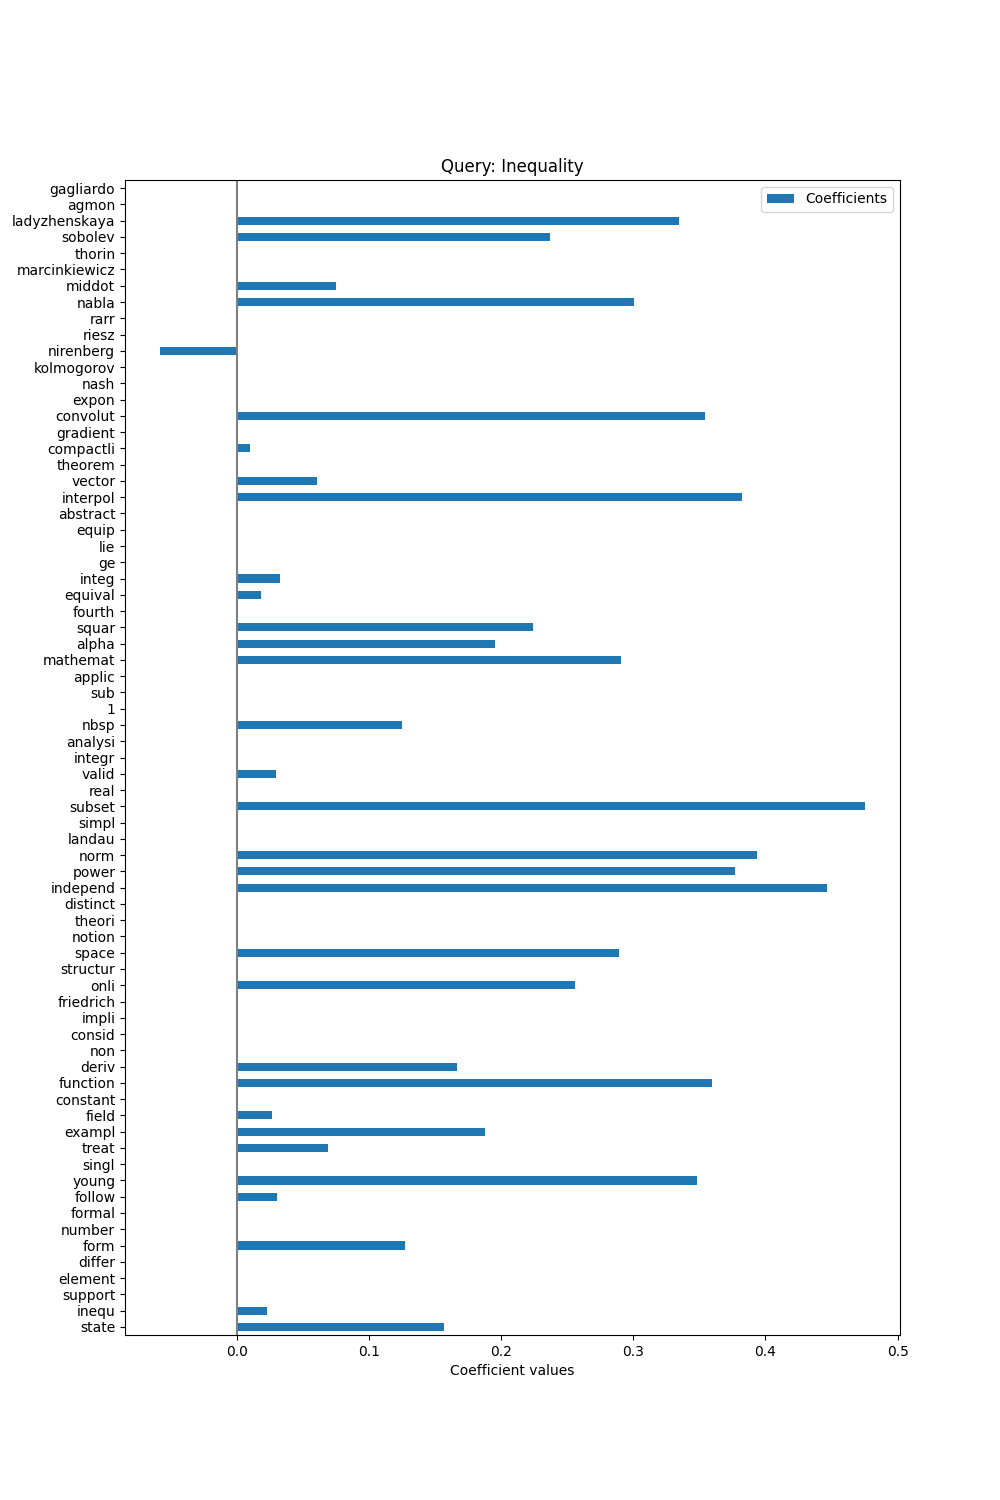 Query: Inequality
Coefficients
gagliardo
agmon
ladyzhenskaya
sobolev
thorin
marcinkiewicz
middot
nabla
rarr
riesz
nirenberg
kolmogorov
nash
expon
convolut
gradient
compactli
theorem
vector
interpol
abstract
equip
lie
ge
integ
equival
fourth
squar
alpha
mathemat
applic
sub
1
nbsp
analysi
integr
valid
real
subset
simpl
landau
norm
power
independ
distinct
theori
notion
space
structur
onli
friedrich
impli
consid
non
deriv
function
constant
field
exampl
treat
singl
young
follow
formal
number
form
differ
element
support
inequ
state
0.0 0.1 0.2 0.3 0.4 0.5
Coefficient values